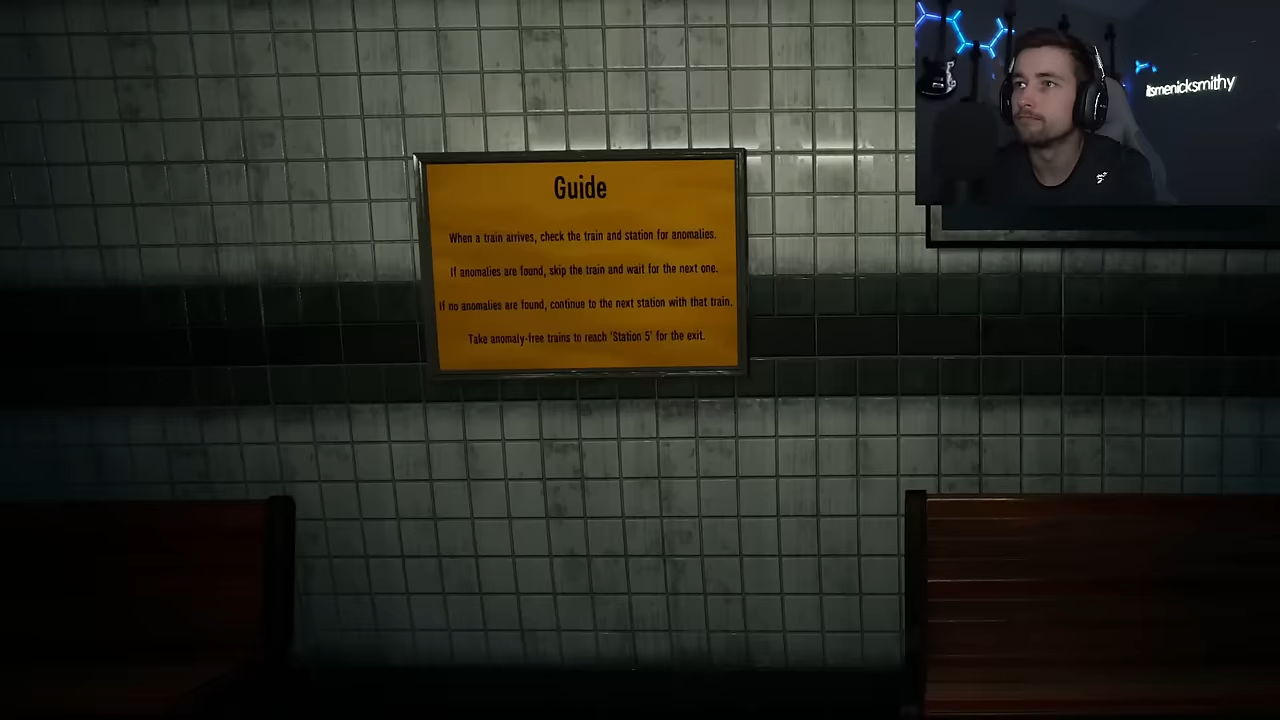 itsmenicksmithy
Guide
When a train arrives, check the train and station for anomalies.
If anomalies are found, skip the train and wait for the next one.
If no anomalies are found, continue to the next station with that train.
Take anomaly-free trains to reach 'Station 5' for the exit.